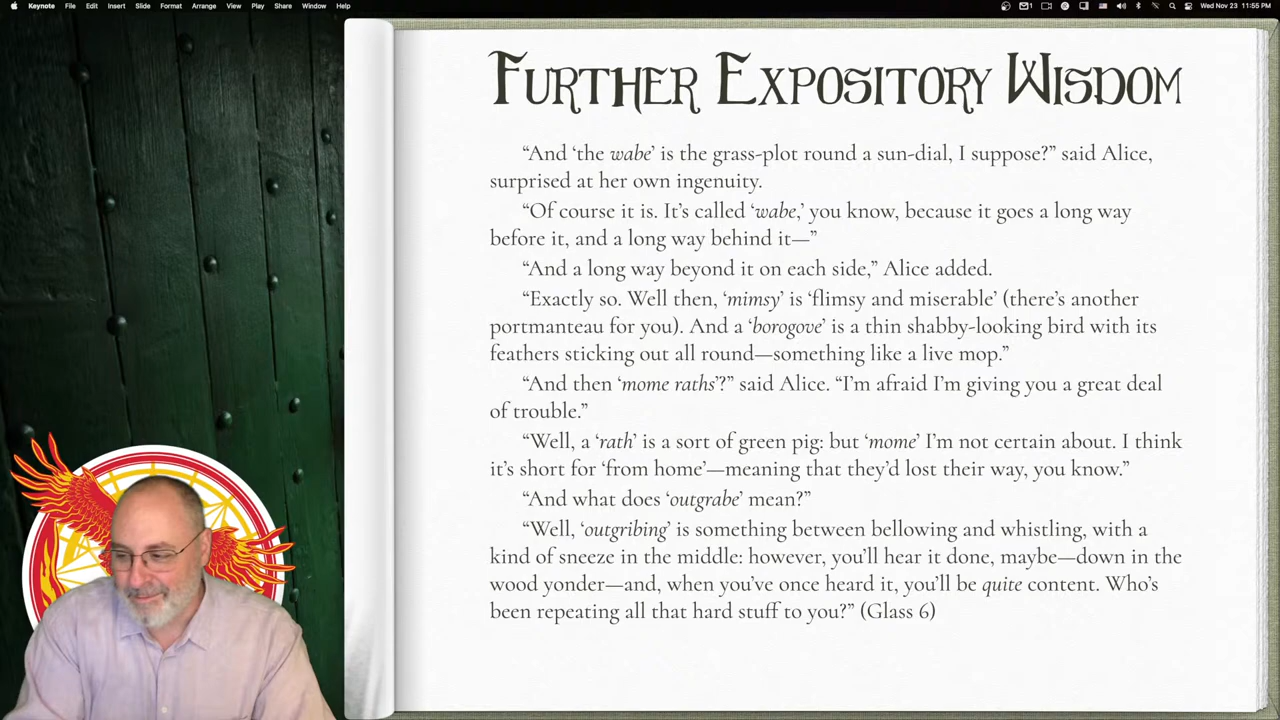 Keynote File Edit Insert Slide Format Arrange View Play Share Window Help
1 Wed Nov 23 11:55 PM
Further Expository Wisdom
“And ‘the wabe’ is the grass-plot round a sun-dial, I suppose?” said Alice,
surprised at her own ingenuity.
“Of course it is. It’s called ‘wabe,’ you know, because it goes a long way
before it, and a long way behind it—”
“And a long way beyond it on each side,” Alice added.
“Exactly so. Well then, ‘mimsy’ is ‘flimsy and miserable’ (there’s another
portmanteau for you). And a ‘borogove’ is a thin shabby-looking bird with its
feathers sticking out all round—something like a live mop.”
“And then ‘mome raths’?” said Alice. “I’m afraid I’m giving you a great deal
of trouble.”
“Well, a ‘rath’ is a sort of green pig: but ‘mome’ I’m not certain about. I think
it’s short for ‘from home’—meaning that they’d lost their way, you know.”
“And what does ‘outgrabe’ mean?”
“Well, ‘outgribing’ is something between bellowing and whistling, with a
kind of sneeze in the middle: however, you’ll hear it done, maybe—down in the
wood yonder—and, when you’ve once heard it, you’ll be quite content. Who’s
been repeating all that hard stuff to you?” (Glass 6)